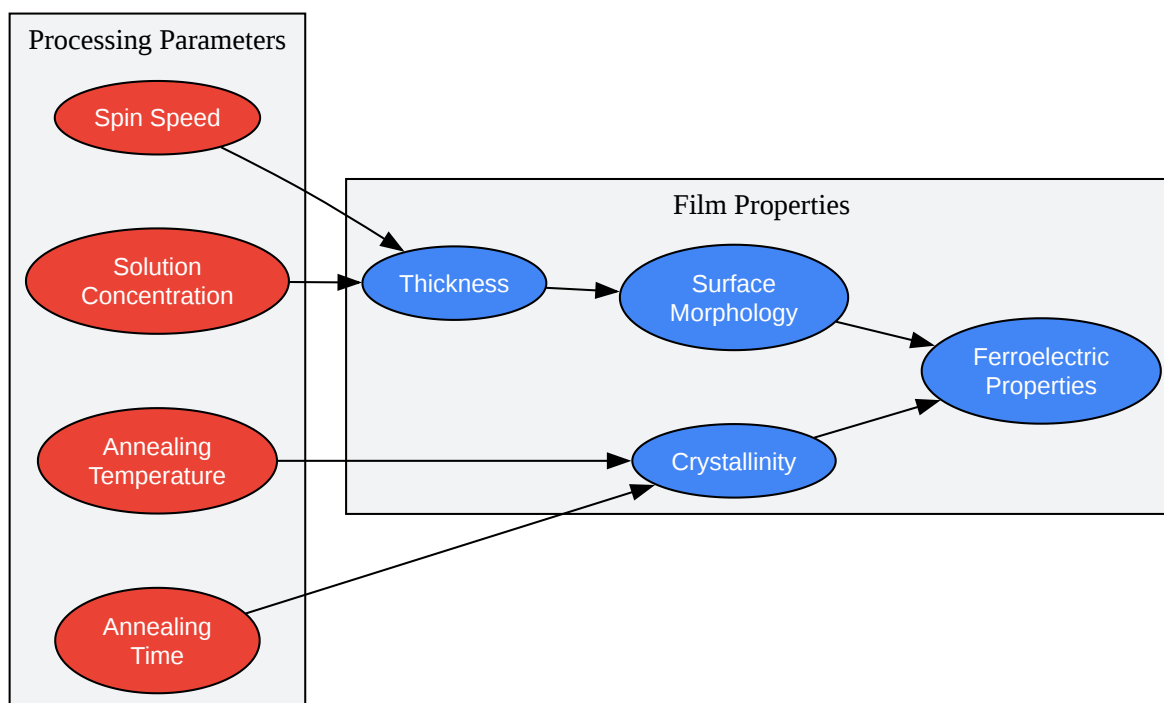 Processing Parameters
Spin Speed
Solution
Concentration
Annealing
Temperature
Annealing
Time
Film Properties
Thickness
Surface
Morphology
Crystallinity
Ferroelectric
Properties